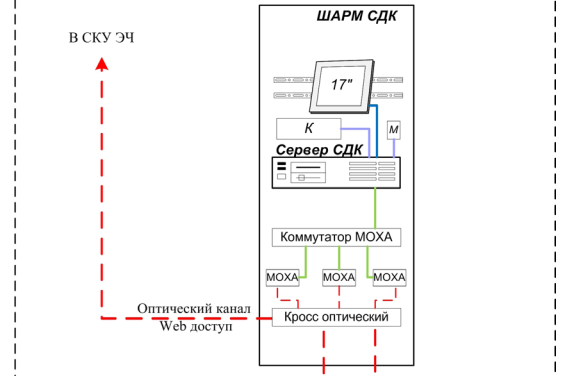 ШАРМ СДК
В СКУ ЭЧ
17"
К
М
Сервер СДК
Коммутатор МОХА
МОХА
МОХА
МОХА
Оптический канал
Web доступ
Кросс оптический